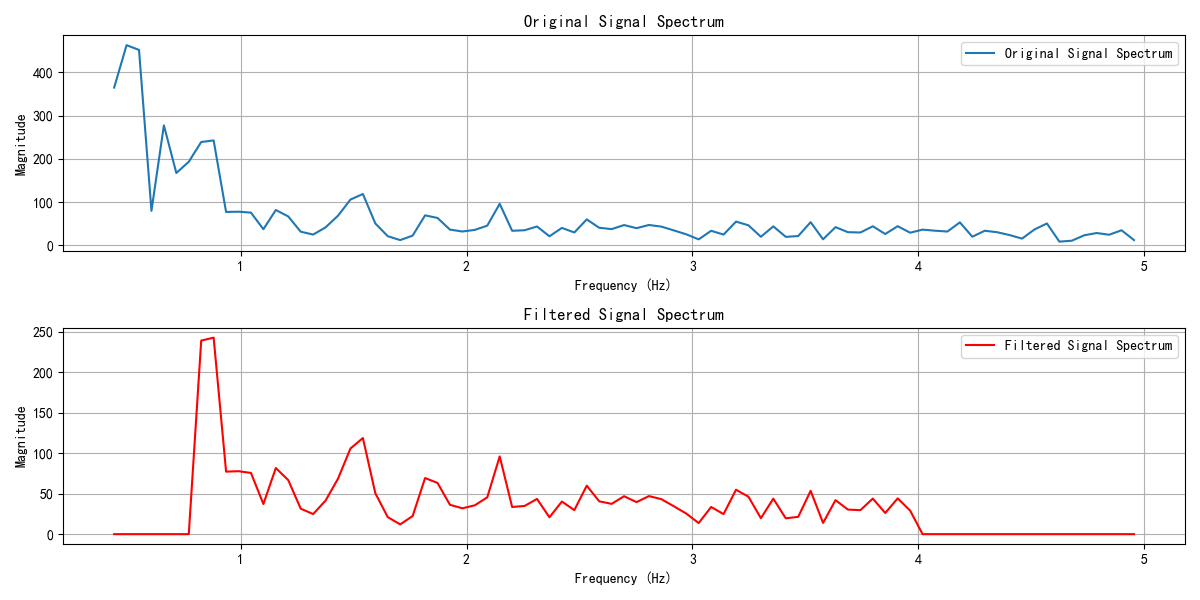 Original Signal Spectrum
Original Signal Spectrum
Magnitude
400
300
200
100
0
1
2
3
4
5
Frequency (Hz)
Filtered Signal Spectrum
Filtered Signal Spectrum
Magnitude
250
200
150
100
50
0
1
2
3
4
5
Frequency (Hz)